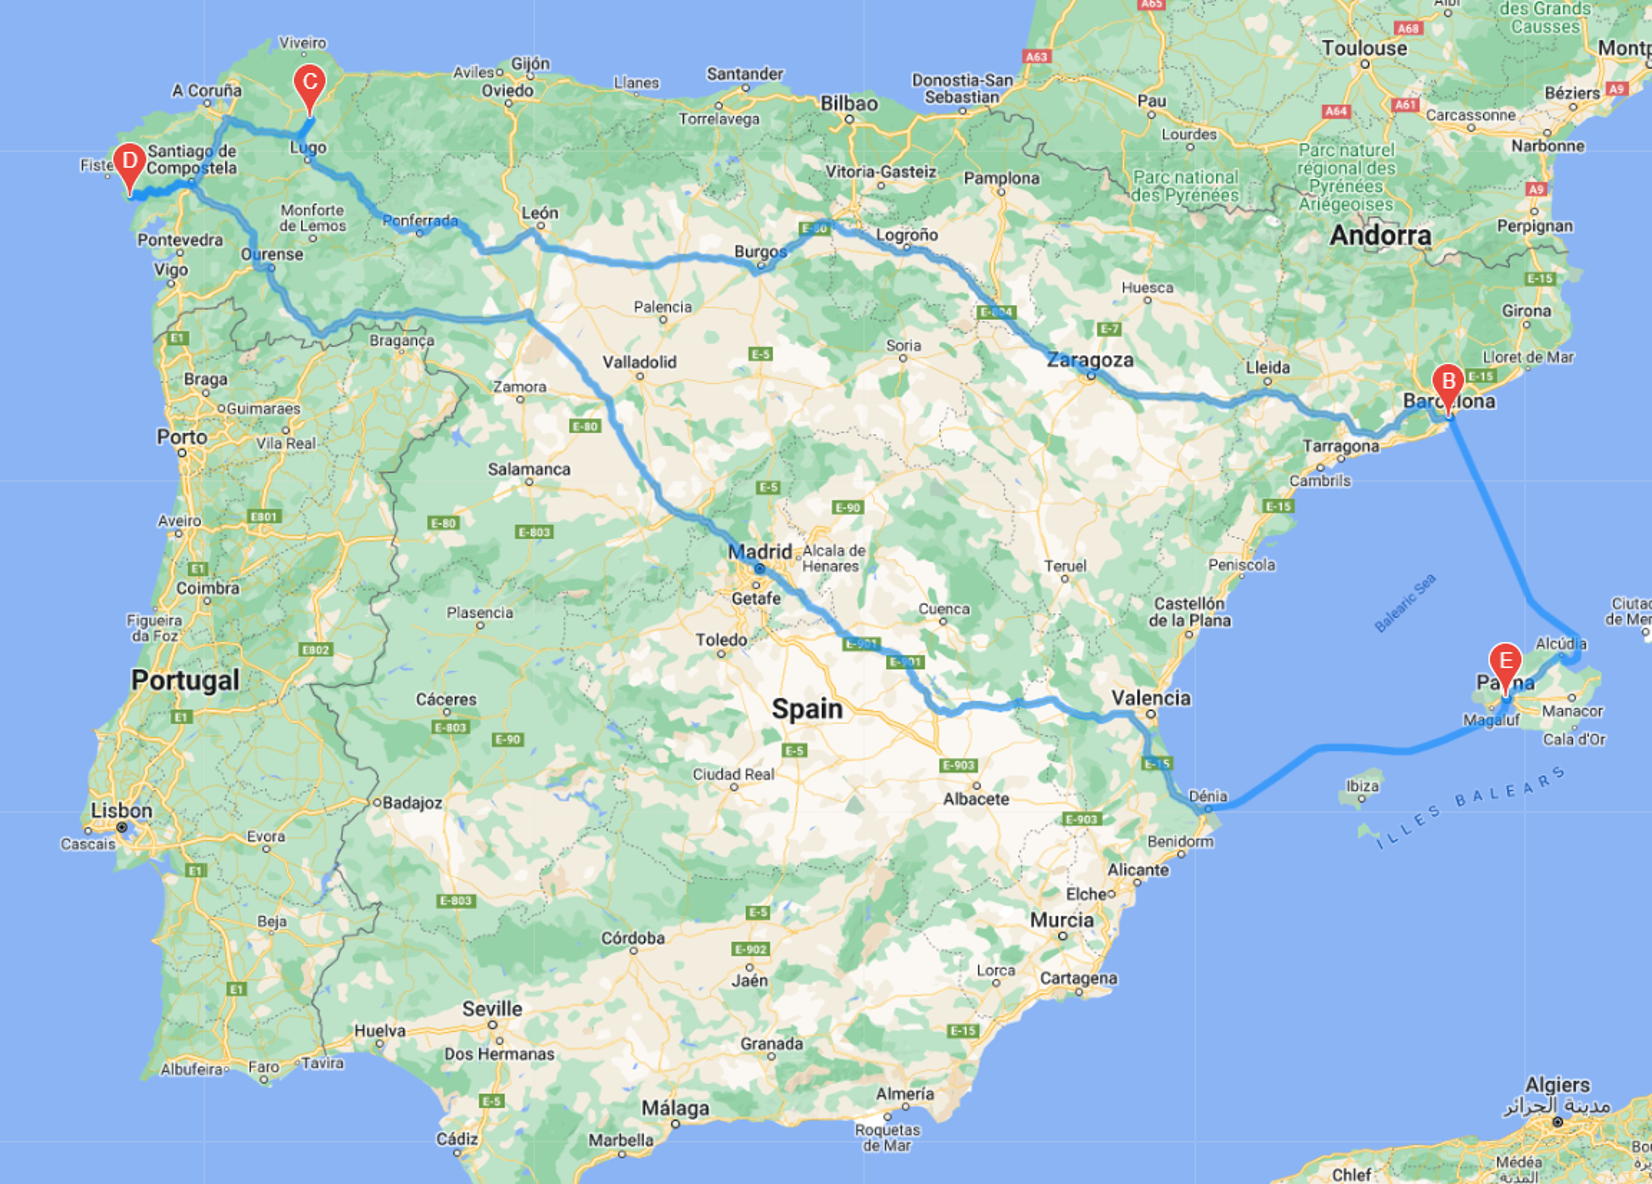 A65
Albi
des Grands
Causses
A68
Viveiro
A63
Toulouse
Montp
Gijón
Avilés
C
Oviedo
Llanes
Santander
Donostia-San
Sebastian
A Coruña
Bilbao
Pau
A64
A61
Béziers
A9
Torrelavega
Carcassonne
Lourdes
Narbonne
Lugo
Santiago de
Compostela
Fiste
D
Parc naturel
régional des
Pyrénées
Ariégeoises
Vitoria-Gasteiz
Pamplona
Parc national
des Pyrénées
A9
Monforte
de Lemos
León
Ponferrada
Perpignan
Pontevedra
E-80
Logroño
Andorra
Ourense
Burgos
Vigo
E-15
Huesca
Palencia
E-804
Girona
E1
E-7
Bragança
Soria
E-5
Valladolid
Zaragoza
Lleida
Lloret de Mar
Braga
Zamora
B
E-15
Barcelona
Guimaraes
E-80
Porto
Vila Real
Tarragona
Salamanca
Cambrils
E-5
E-90
E-15
Aveiro
E801
E-80
E-803
Madrid
Alcala de
Henares
E1
Teruel
Peniscola
Coimbra
Getafe
Balearic Sea
Figueira
da Foz
Plasencia
Cuenca
Castellón
de la Plana
Ciutac
de Men
E802
Toledo
E-901
E-901
Alcúdia
E
Portugal
Palma
Cáceres
Valencia
Spain
E1
E-803
E-90
Magaluf
Manacor
Cala d'Or
E-5
E-903
E-15
Ciudad Real
Albacete
Ibiza
ILLES BALEARS
Dénia
Badajoz
Lisbon
E-903
Cascais
Evora
Benidorm
E1
Alicante
E-803
Elche
E-5
Beja
Murcia
Córdoba
E-902
Lorca
Jaén
Cartagena
E1
Seville
Huelva
E-15
Dos Hermanas
Granada
Albufeira
Faro
Tavira
Algiers
مدينة الجزائر
E-5
Almería
Málaga
Roquetas
de Mar
Cádiz
Marbella
Médéa
المدية
Chlef
Bou